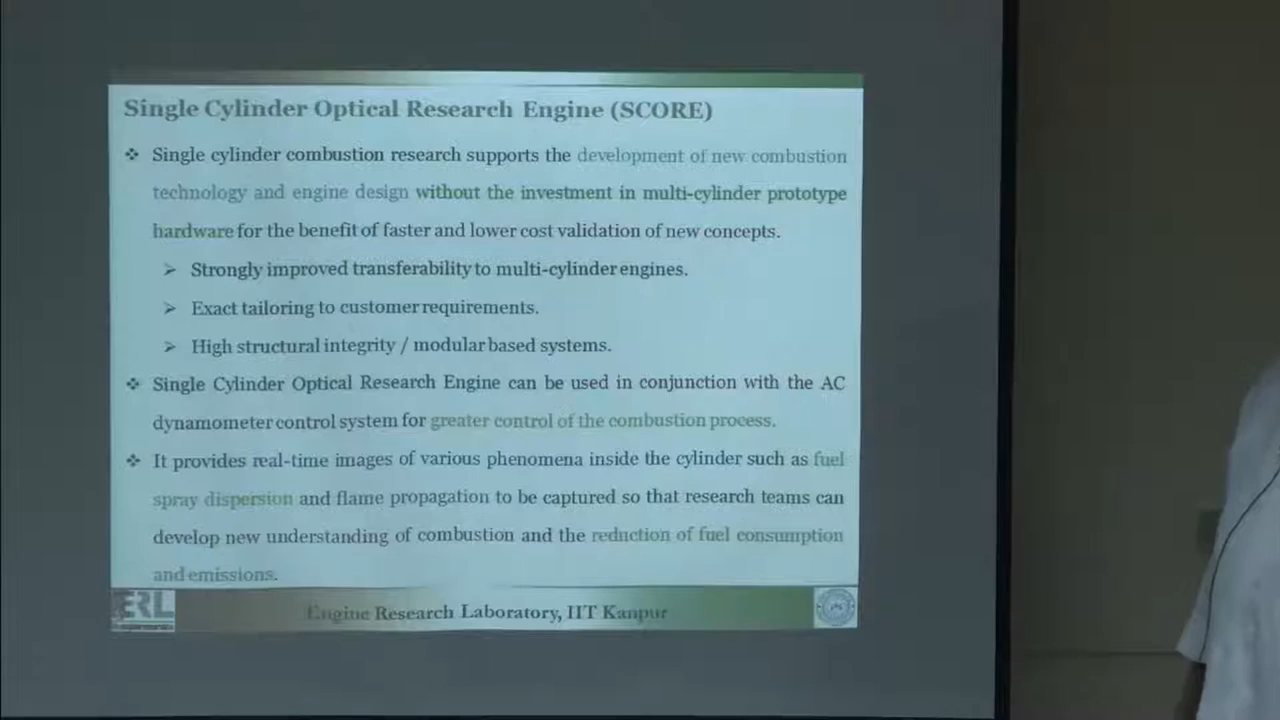 Single Cylinder Optical Research Engine (SCORE)
❖ Single cylinder combustion research supports the development of new combustion
technology and engine design without the investment in multi-cylinder prototype
hardware for the benefit of faster and lower cost validation of new concepts.
➢ Strongly improved transferability to multi-cylinder engines.
➢ Exact tailoring to customer requirements.
➢ High structural integrity / modular based systems.
❖ Single Cylinder Optical Research Engine can be used in conjunction with the AC
dynamometer control system for greater control of the combustion process.
❖ It provides real-time images of various phenomena inside the cylinder such as fuel
spray dispersion and flame propagation to be captured so that research teams can
develop new understanding of combustion and the reduction of fuel consumption
and emissions.
ERL
Engine Research Laboratory, IIT Kanpur